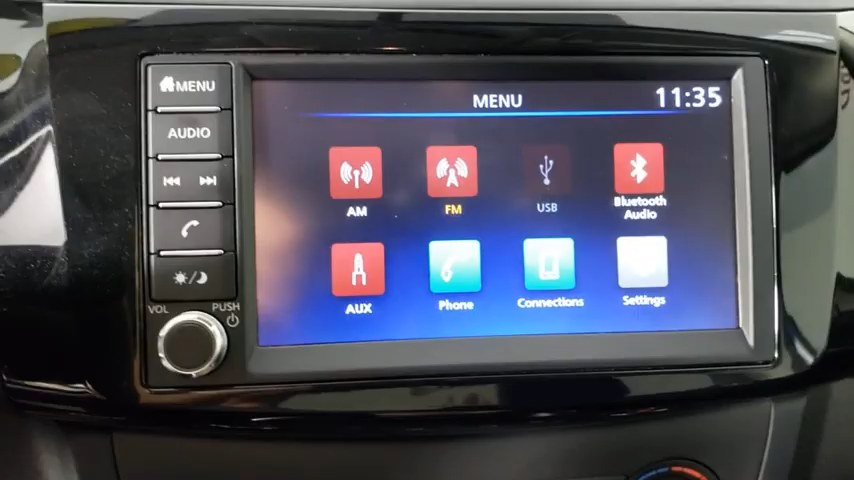 MENU
AUDIO
VOL
PUSH
MENU
11:35
AM
FM
USB
Bluetooth
Audio
AUX
Phone
Connections
Settings